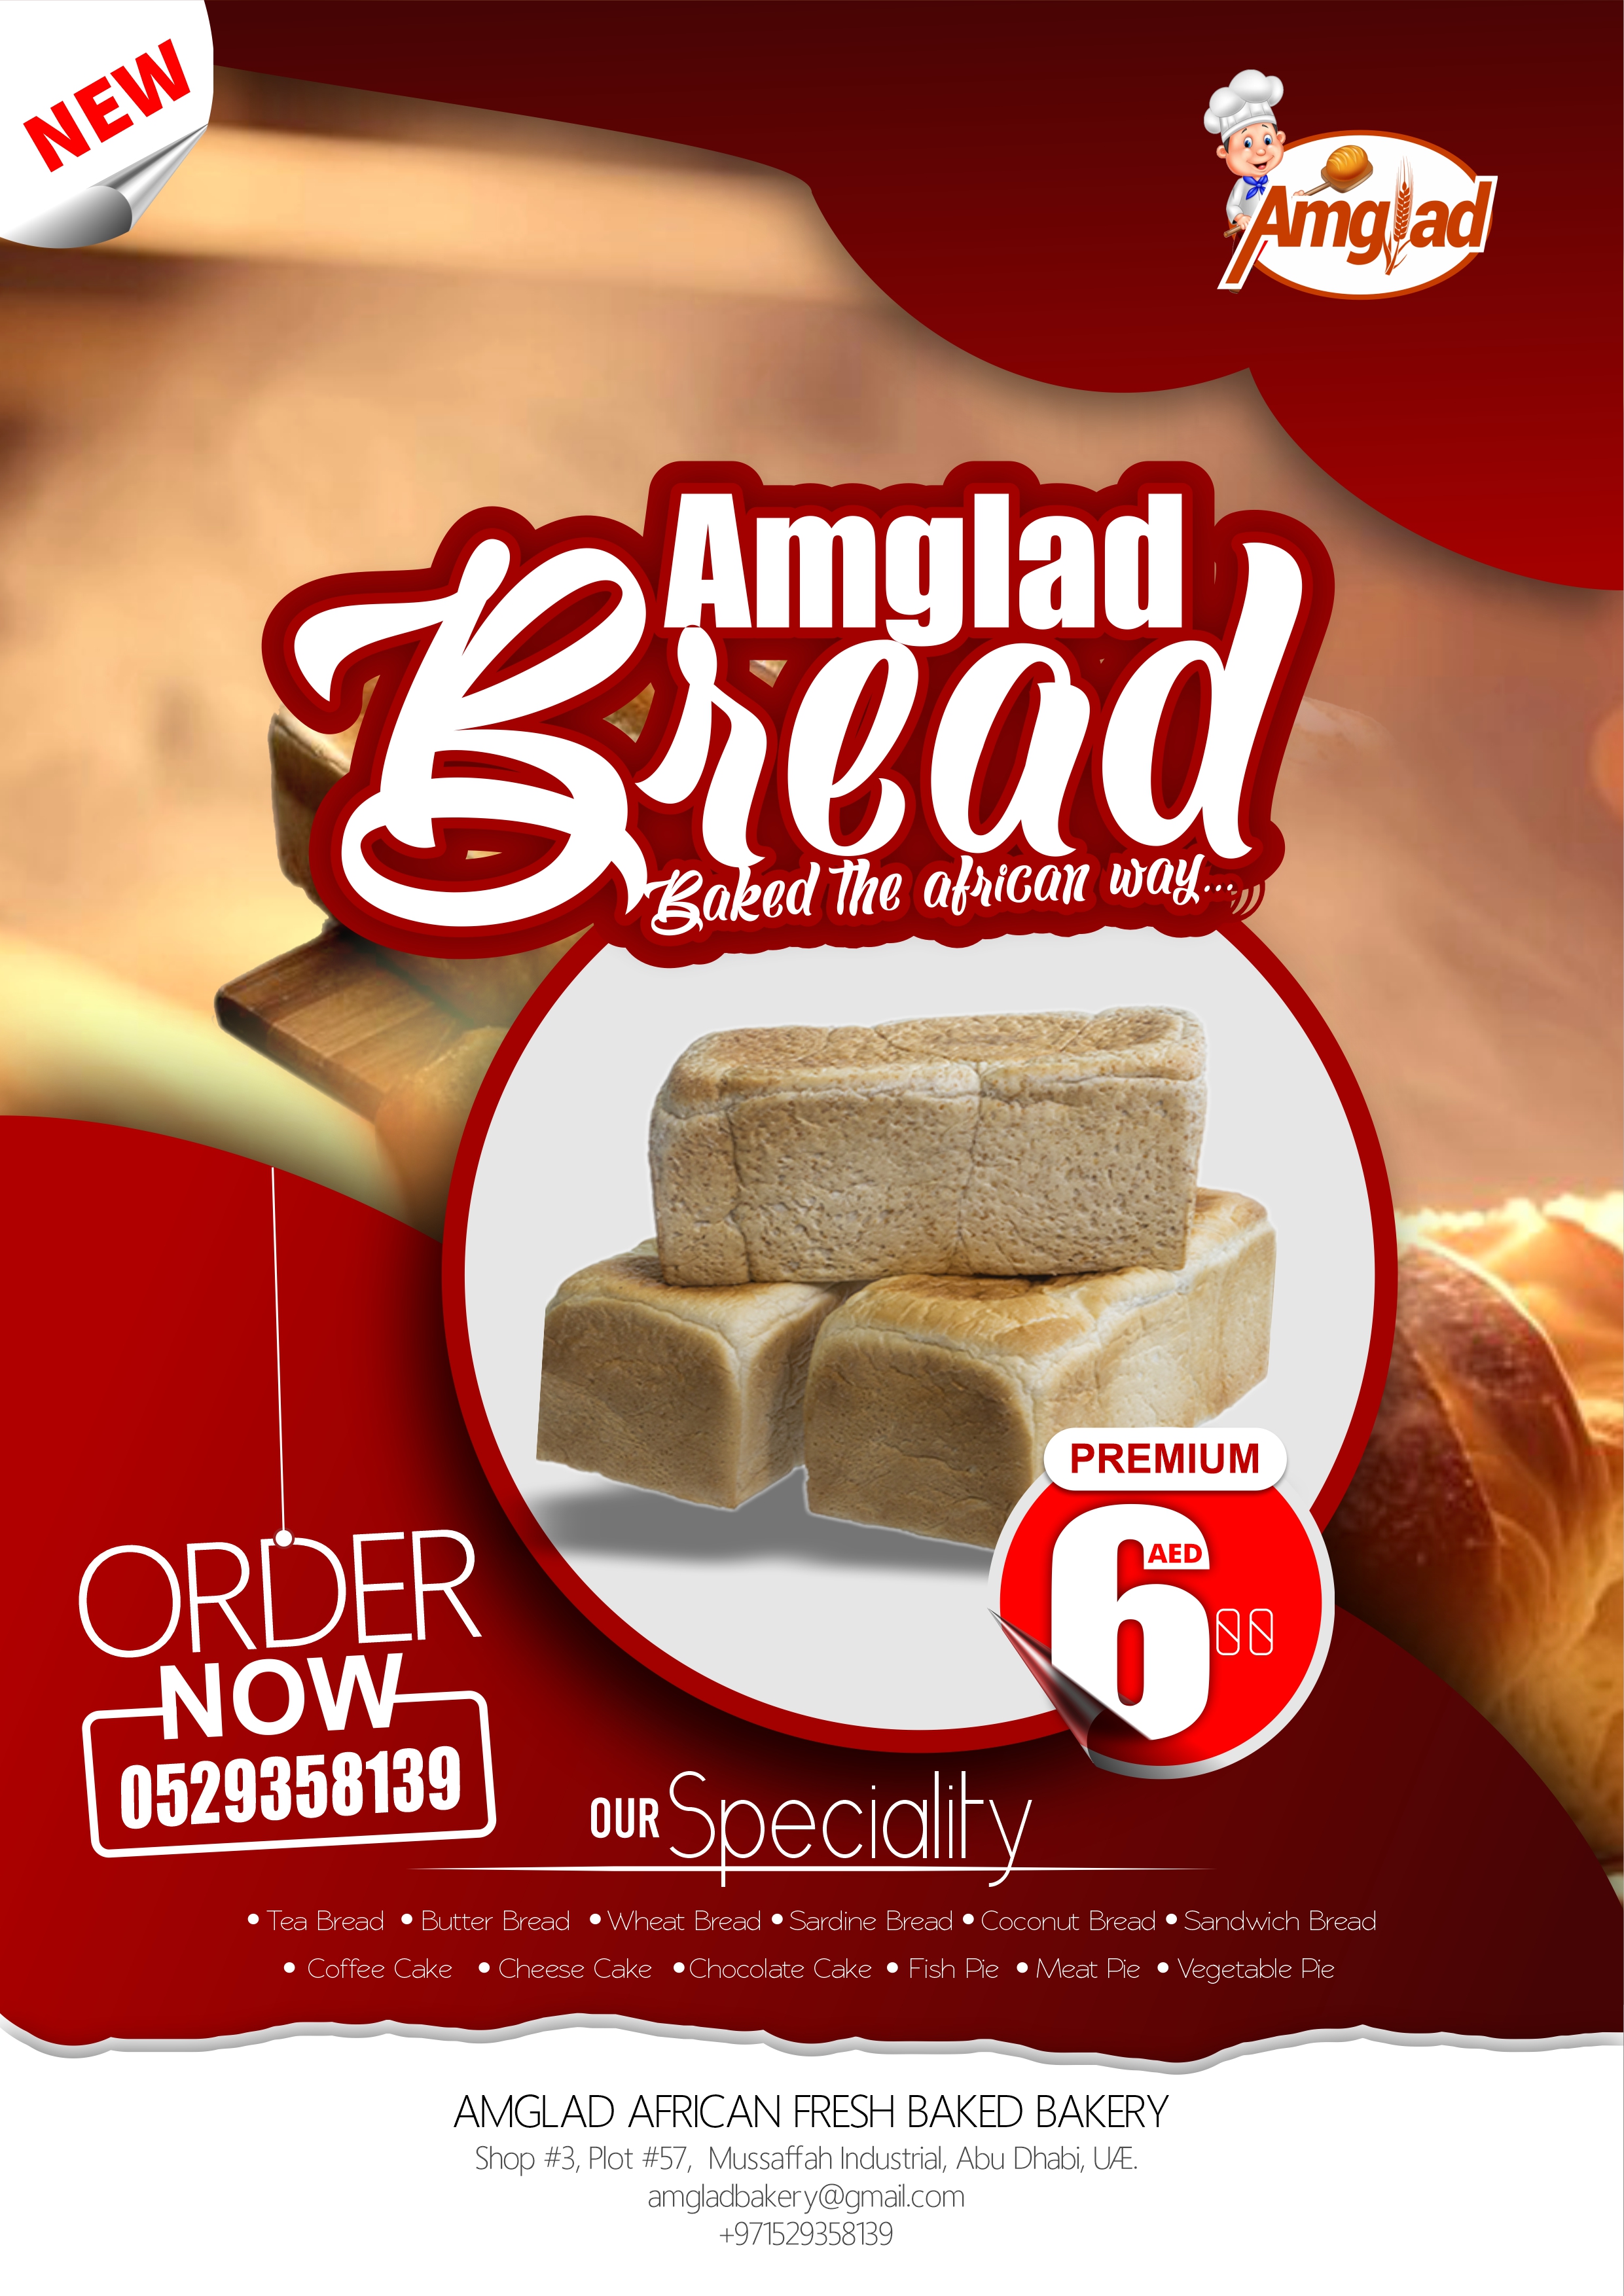 NEW
Amglad
Amglad
Bread
Baked the african way...
PREMIUM
6 AED 00
ORDER
NOW
0529358139
OUR Speciality
• Tea Bread • Butter Bread • Wheat Bread • Sardine Bread • Coconut Bread • Sandwich Bread
• Coffee Cake • Cheese Cake • Chocolate Cake • Fish Pie • Meat Pie • Vegetable Pie
AMGLAD AFRICAN FRESH BAKED BAKERY
Shop #3, Plot #57, Mussaffah Industrial, Abu Dhabi, UÆ.
amgladbakery@gmail.com
+971529358139